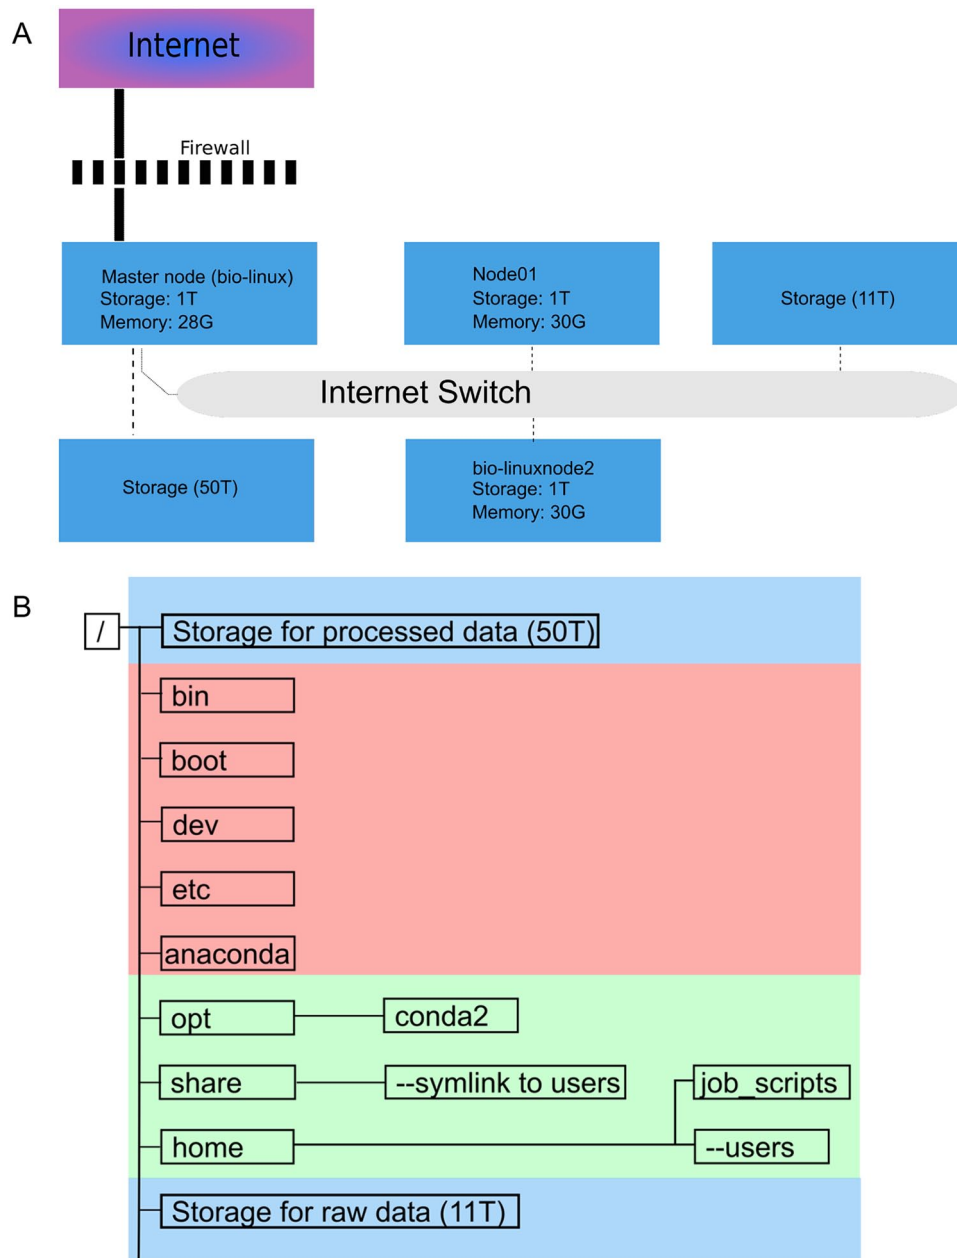 A
Internet
Firewall
Master node (bio-linux)
Storage: 1T
Memory: 28G
Node01
Storage: 1T
Memory: 30G
Storage (11T)
Internet Switch
Storage (50T)
bio-linuxnode2
Storage: 1T
Memory: 30G
B
/
Storage for processed data (50T)
bin
boot
dev
etc
anaconda
opt
conda2
share
--symlink to users
job_scripts
home
--users
Storage for raw data (11T)